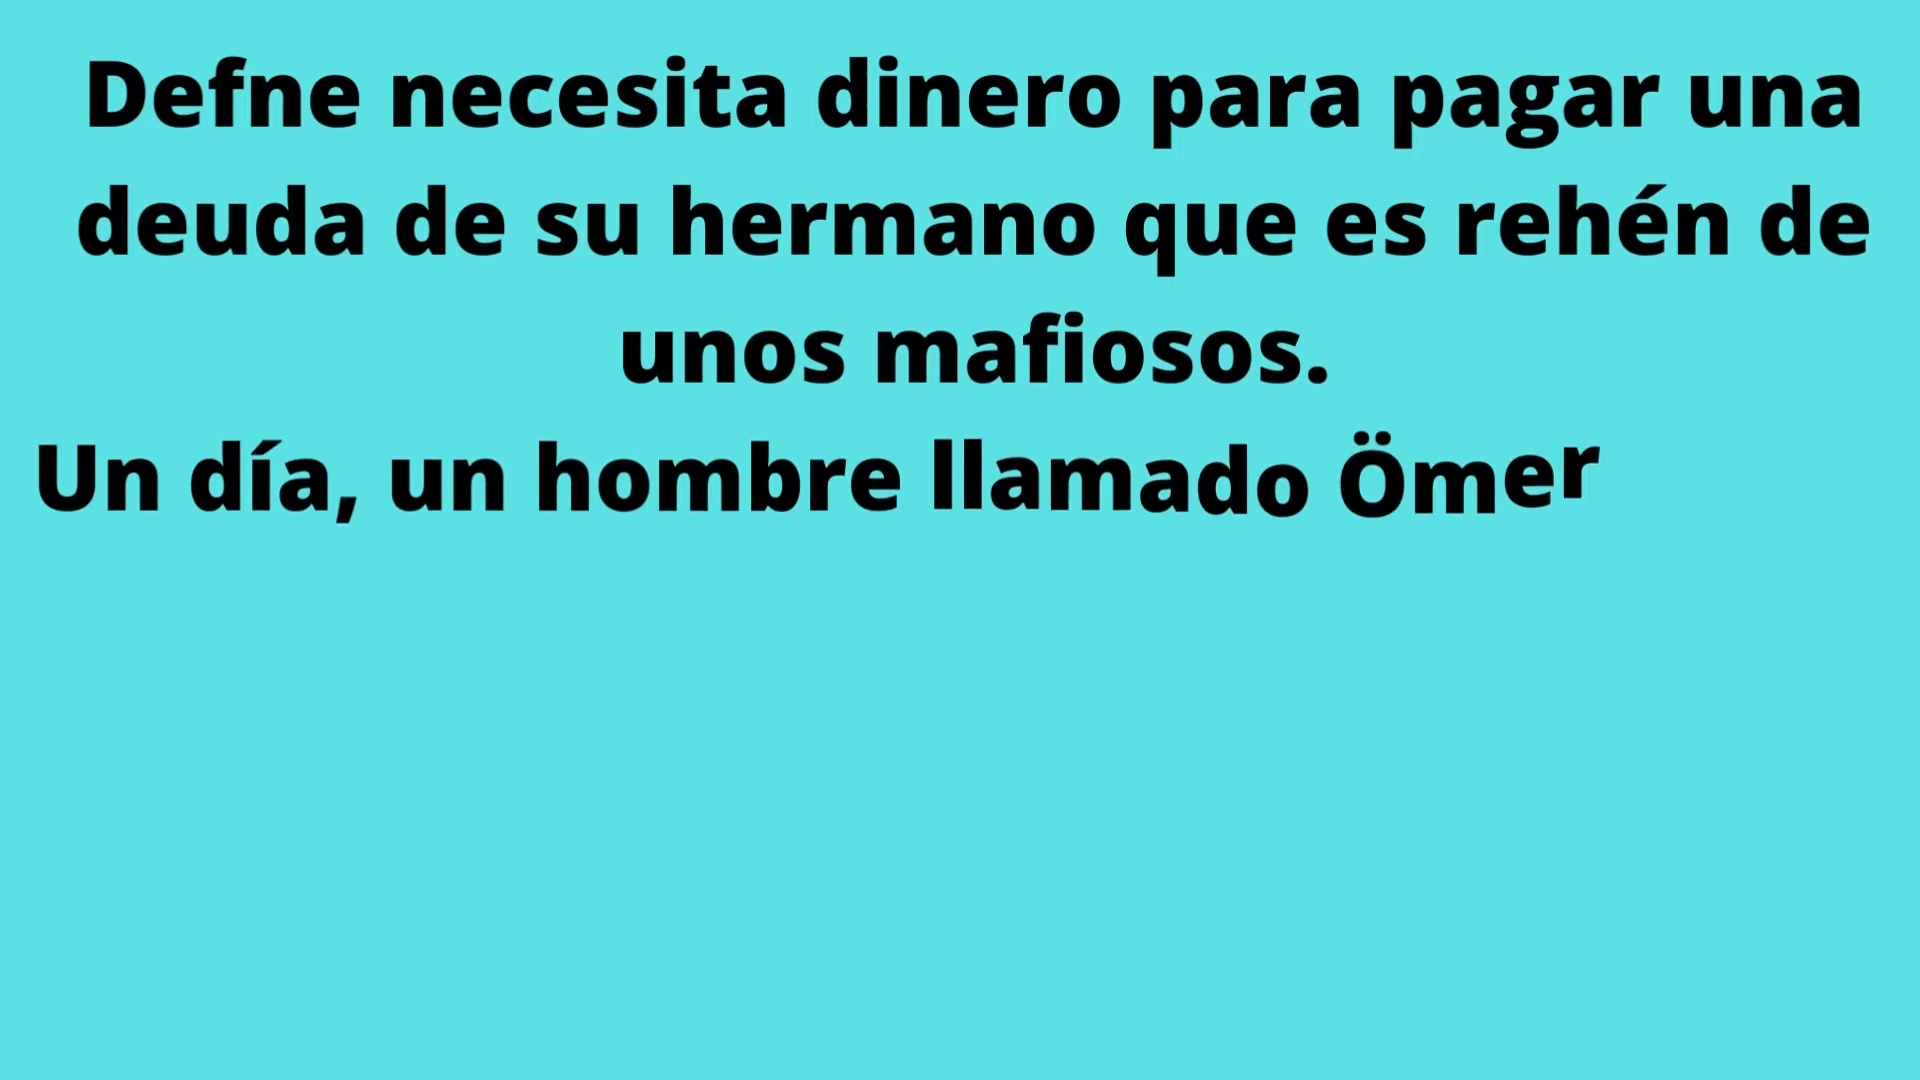 Defne necesita dinero para pagar una
deuda de su hermano que es rehén de
unos mafiosos.
Un día, un hombre llamado Ömer